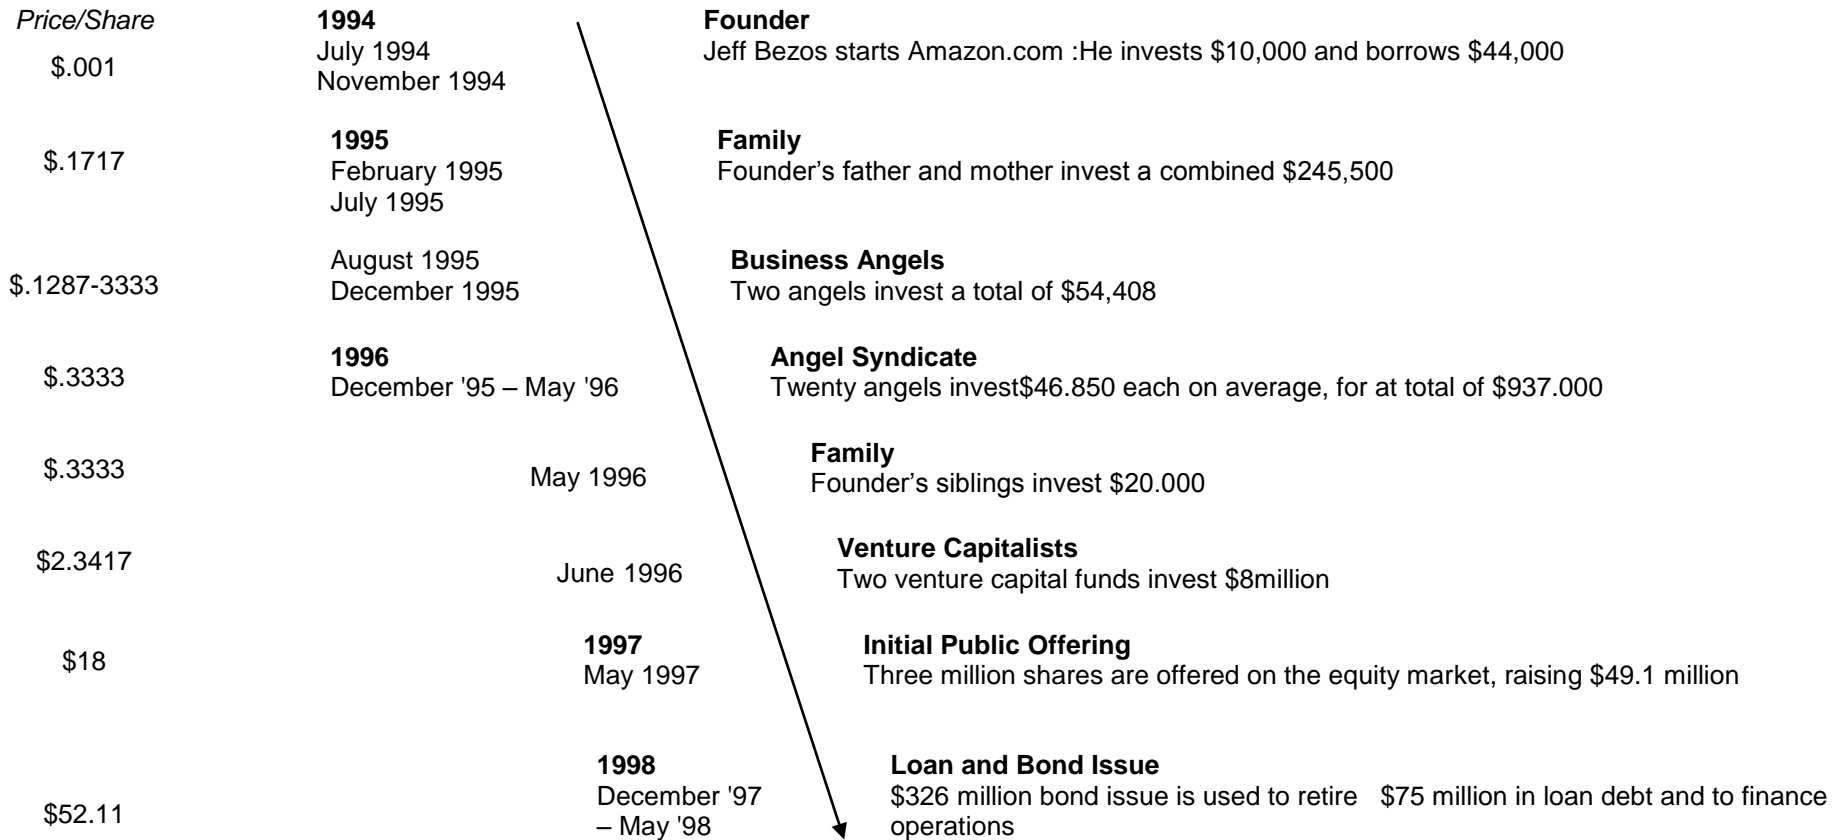 Price/Share
1994
Founder
$.001
July 1994
Jeff Bezos starts Amazon.com :He invests $10,000 and borrows $44,000
November 1994
$.1717
1995
Family
February 1995
Founder’s father and mother invest a combined $245,500
July 1995
$.1287-3333
August 1995
Business Angels
December 1995
Two angels invest a total of $54,408
$.3333
1996
Angel Syndicate
December '95 – May '96
Twenty angels invest$46.850 each on average, for at total of $937.000
$.3333
May 1996
Family
Founder’s siblings invest $20.000
$2.3417
June 1996
Venture Capitalists
Two venture capital funds invest $8million
$18
1997
Initial Public Offering
May 1997
Three million shares are offered on the equity market, raising $49.1 million
$52.11
1998
Loan and Bond Issue
December '97
$326 million bond issue is used to retire $75 million in loan debt and to finance
– May '98
operations